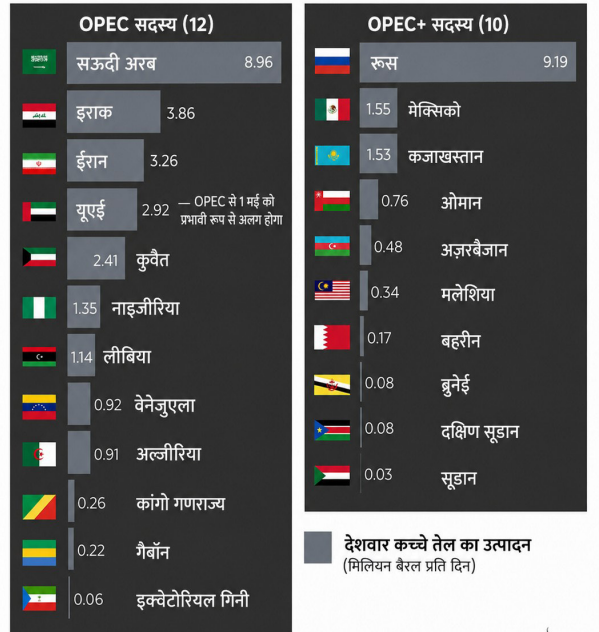 OPEC सदस्य (12)
सऊदी अरब 8.96
इराक 3.86
ईरान 3.26
यूएई 2.92 — OPEC से 1 मई को
प्रभावी रूप से अलग होगा
2.41 कुवैत
1.35 नाइजीरिया
1.14 लीबिया
0.92 वेनेजुएला
0.91 अल्जीरिया
0.26 कांगो गणराज्य
0.22 गैबॉन
0.06 इक्वेटोरियल गिनी
OPEC+ सदस्य (10)
रूस 9.19
1.55 मेक्सिको
1.53 कजाखस्तान
0.76 ओमान
0.48 अज़रबैजान
0.34 मलेशिया
0.17 बहरीन
0.08 ब्रुनेई
0.08 दक्षिण सूडान
0.03 सूडान
देशवार कच्चे तेल का उत्पादन
(मिलियन बैरल प्रति दिन)